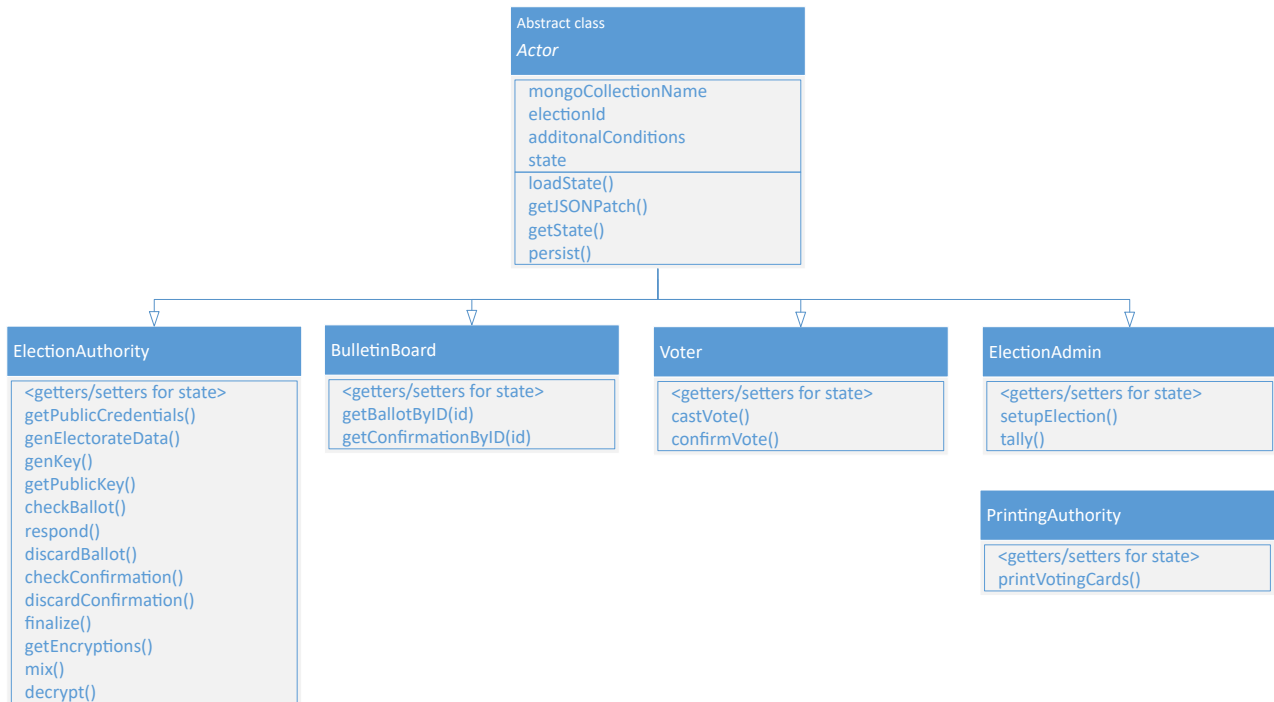 Abstract class
Actor
mongoCollectionName
electionId
additonalConditions
state
loadState()
getJSONPatch()
getState()
persist()
ElectionAuthority
<getters/setters for state>
getPublicCredentials()
genElectorateData()
genKey()
getPublicKey()
checkBallot()
respond()
discardBallot()
checkConfirmation()
discardConfirmation()
finalize()
getEncryptions()
mix()
decrypt()
BulletinBoard
<getters/setters for state>
getBallotByID(id)
getConfirmationByID(id)
Voter
<getters/setters for state>
castVote()
confirmVote()
ElectionAdmin
<getters/setters for state>
setupElection()
tally()
PrintingAuthority
<getters/setters for state>
printVotingCards()